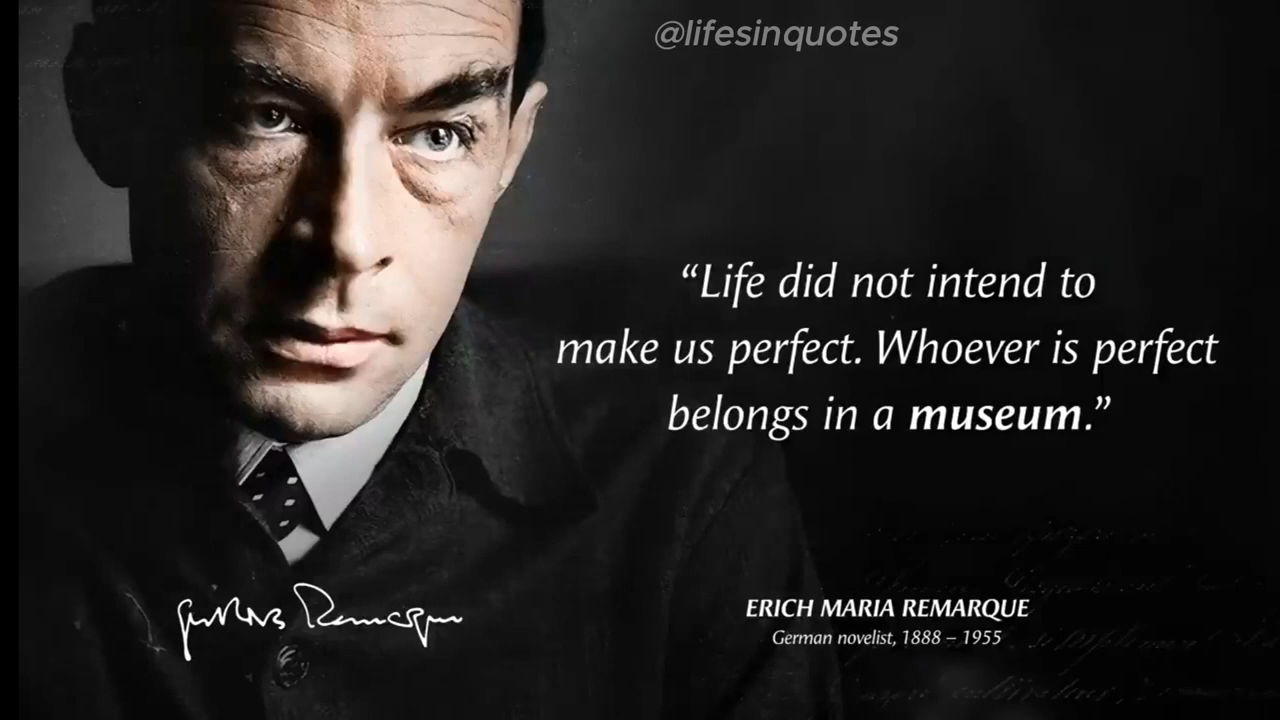 @lifesinquotes
“Life did not intend to
make us perfect. Whoever is perfect
belongs in a museum.”
ERICH MARIA REMARQUE
German novelist, 1888 – 1955